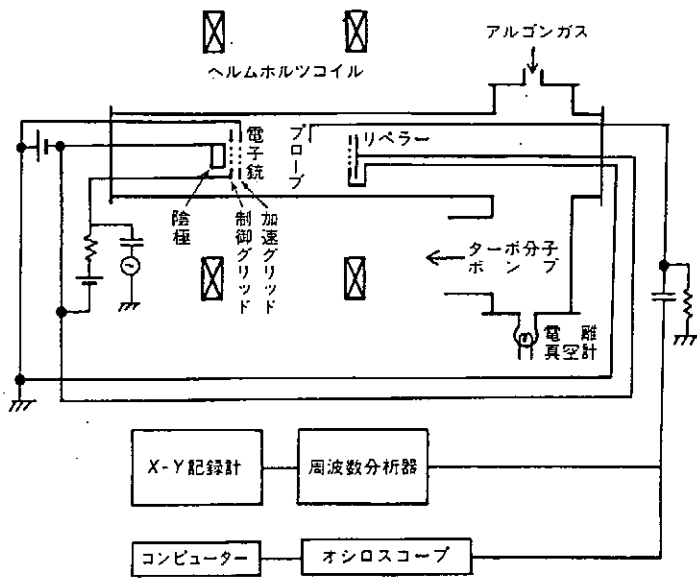 アルゴンガス
ヘルムホルツコイル
電子銃
プローブ
リペラー
陰極
制御グリッド
加速グリッド
ターボ分子
ポンプ
電離
真空計
X-Y記録計
周波数分析器
コンピューター
オシロスコープ